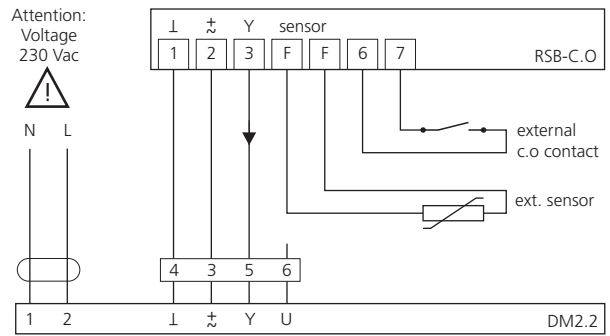 Attention:
Voltage
230 Vac
!
N L
⊥ ± ~ Y sensor
1 2 3 F F 6 7 RSB-C.O
external
c.o contact
ext. sensor
4 3 5 6
1 2 ⊥ ± ~ Y U DM2.2